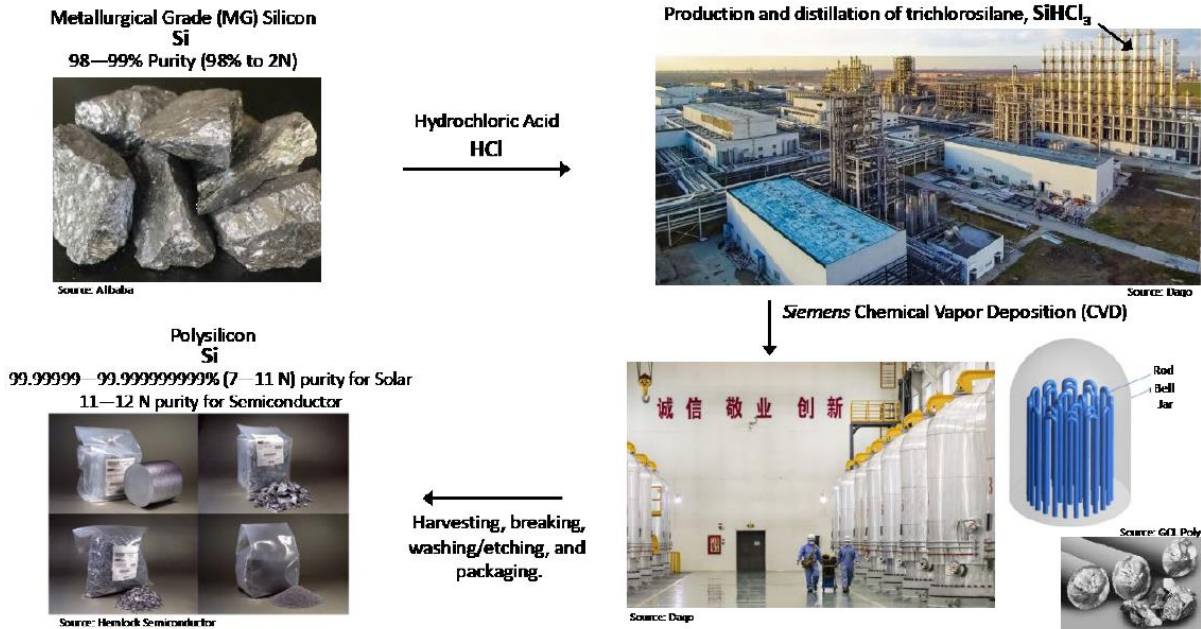 Metallurgical Grade (MG) Silicon
Si
98—99% Purity (98% to 2N)
Source: Alibaba
Hydrochloric Acid
HCl
Production and distillation of trichlorosilane, SiHCl₃
Source: Daqo
Siemens Chemical Vapor Deposition (CVD)
诚信 敬业 创新
Source: Daqo
Rod
Bell
Jar
Source: GCL Poly
Harvesting, breaking,
washing/etching, and
packaging.
Polysilicon
Si
99.99999—99.999999999% (7—11 N) purity for Solar
11—12 N purity for Semiconductor
Source: Hemlock Semiconductor